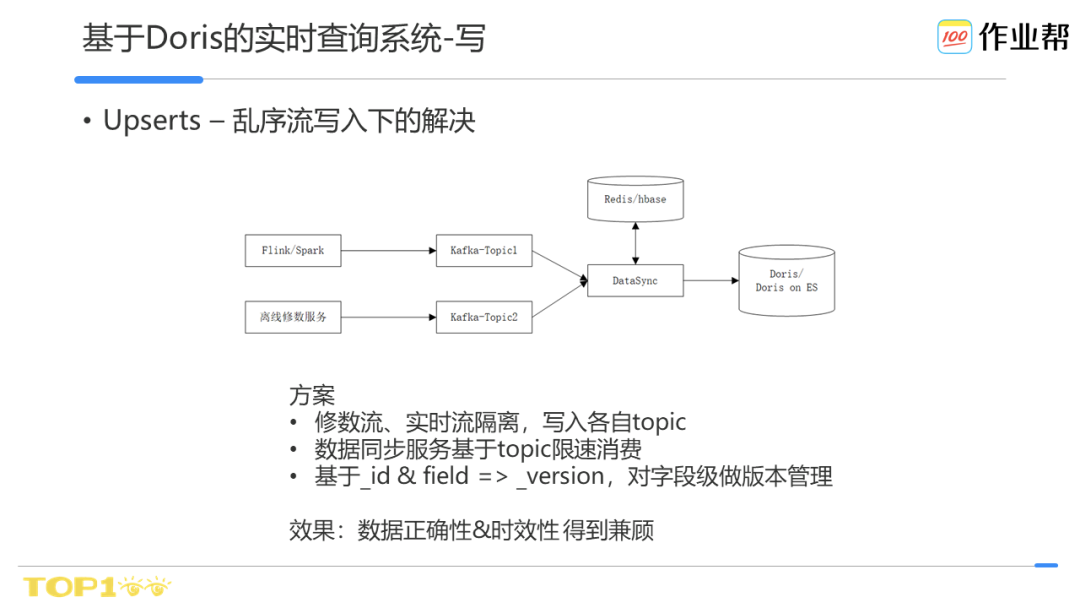 基于Doris的实时查询系统-写
100 作业帮
• Upserts – 乱序流写入下的解决
Redis/hbase
Flink/Spark
Kafka-Topic1
DataSync
Doris/
Doris on ES
离线修数服务
Kafka-Topic2
方案
• 修数流、实时流隔离，写入各自topic
• 数据同步服务基于topic限速消费
• 基于_id & field => _version，对字段级做版本管理
效果：数据正确性&时效性得到兼顾
TOP100